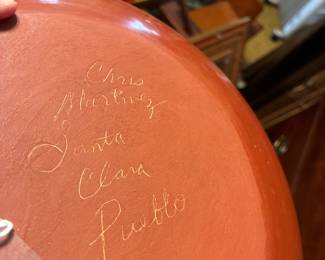 Chris
Martinez
Santa
Clara
Pueblo